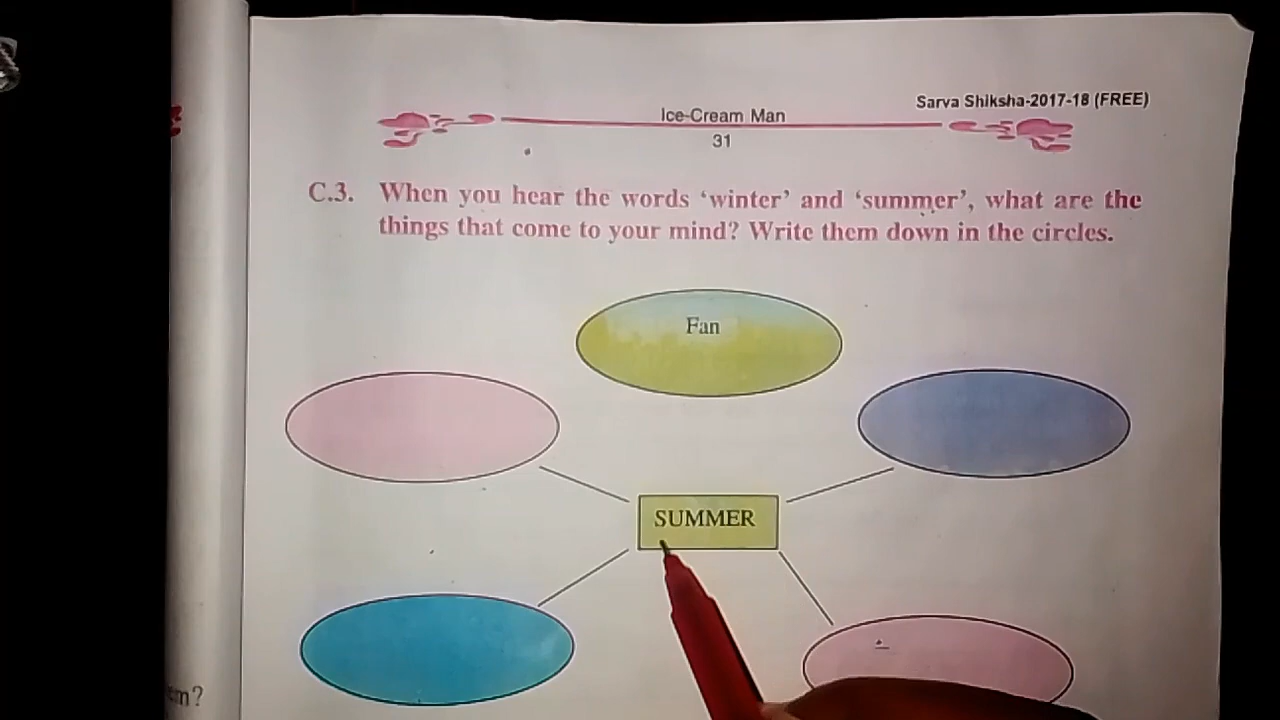 Sarva Shiksha-2017-18 (FREE)
Ice-Cream Man
31
C.3. When you hear the words ‘winter’ and ‘summer’, what are the
things that come to your mind? Write them down in the circles.
Fan
SUMMER
em?